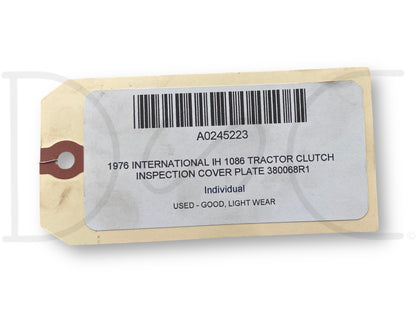 A0245223
1976 INTERNATIONAL IH 1086 TRACTOR CLUTCH
INSPECTION COVER PLATE 380068R1
Individual
USED - GOOD, LIGHT WEAR